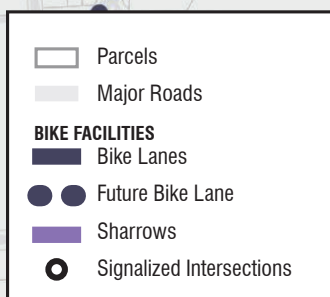 Parcels
Major Roads
BIKE FACILITIES
Bike Lanes
Future Bike Lane
Sharrows
Signalized Intersections